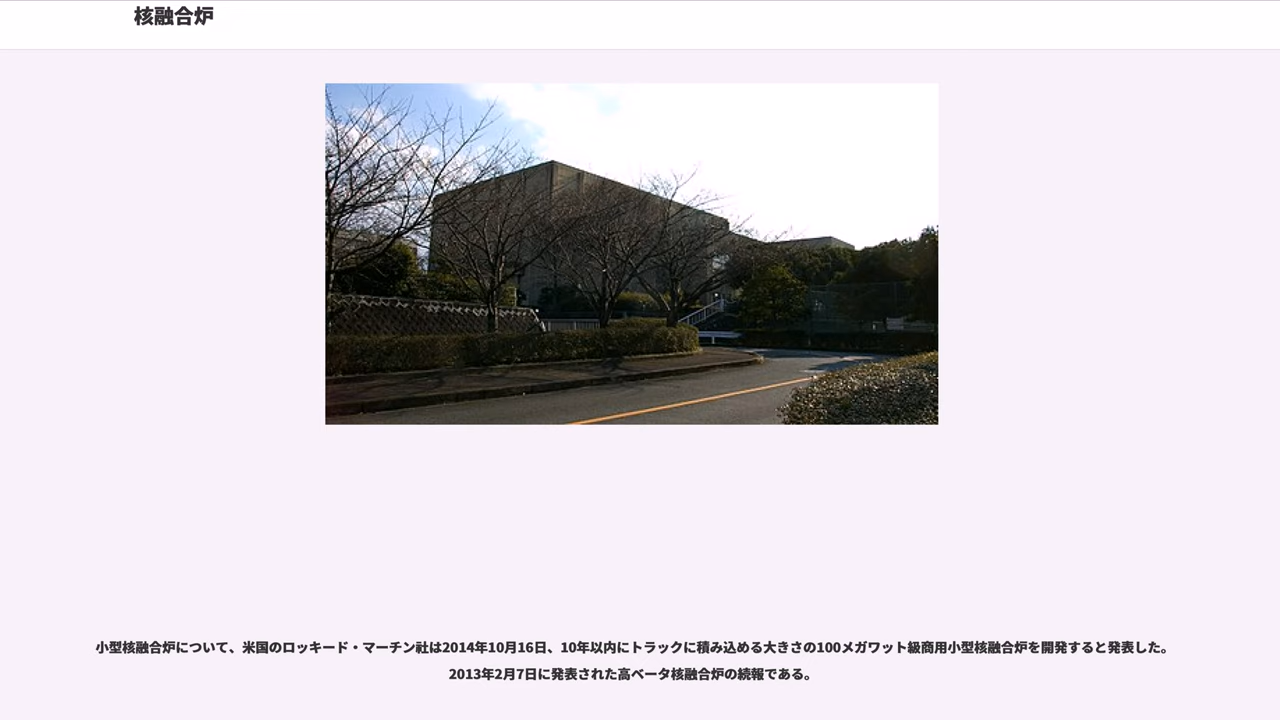 核融合炉
小型核融合炉について、米国のロッキード・マーチン社は2014年10月16日、10年以内にトラックに積み込める大きさの100メガワット級商用小型核融合炉を開発すると発表した。
2013年2月7日に発表された高ベータ核融合炉の続報である。